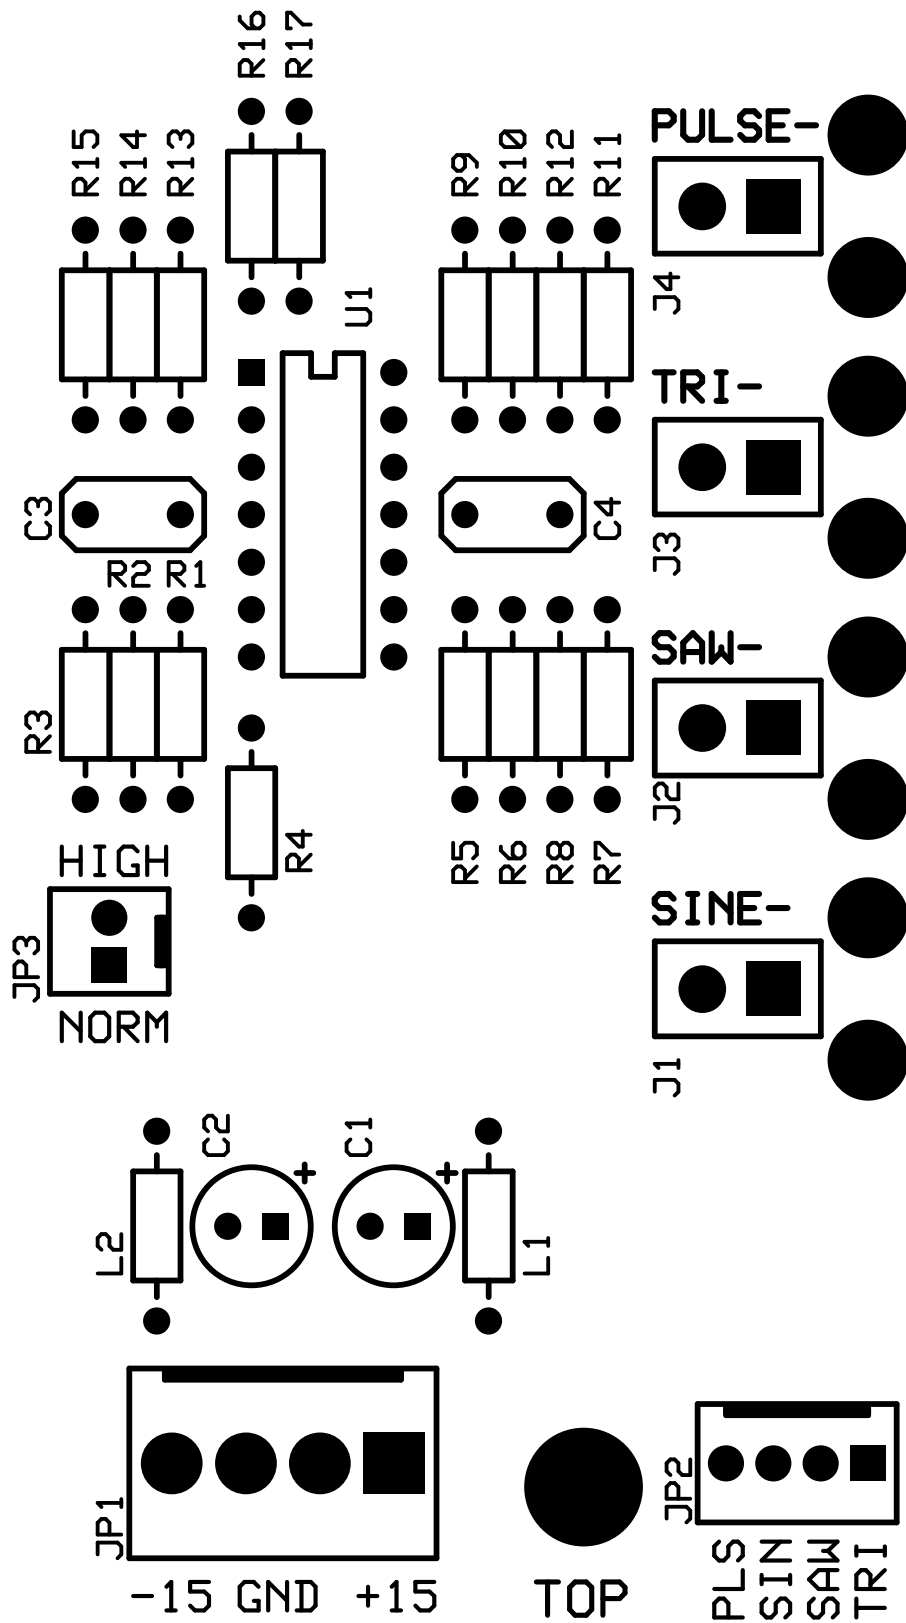 R16
R17
R15
R14
R13
R9
R10
R12
R11
PULSE-
J4
U1
TRI-
C3
C4
J3
R2 R1
SAW-
R3
J2
R4
R5
R6
R8
R7
HIGH
SINE-
JP3
NORM
J1
C2
+
C1
+
L2
L1
JP1
JP2
-15 GND +15
TOP
PLS
SIN
SAW
TRI